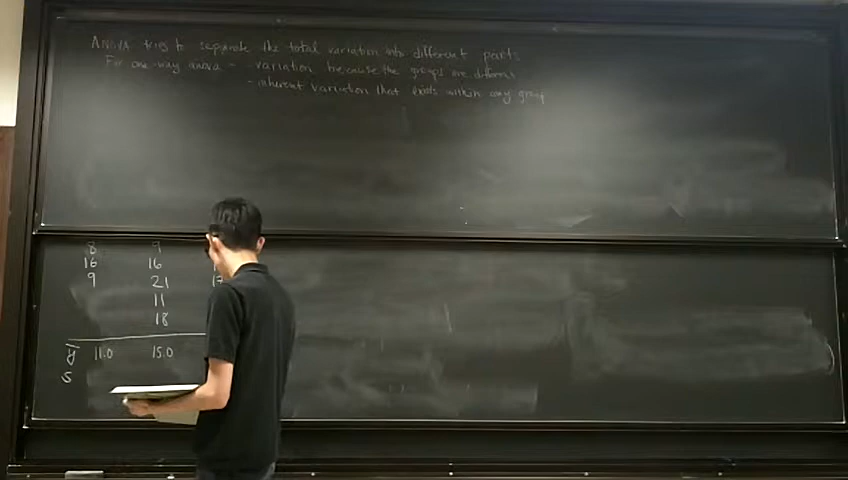 ANOVA tries to separate the total variation into different parts
For one-way anova - - variation because the groups are different
- inherent variation that exists within any group
8 9
16 16
9 21 17
11
18
ȳ 11.0 15.0
s